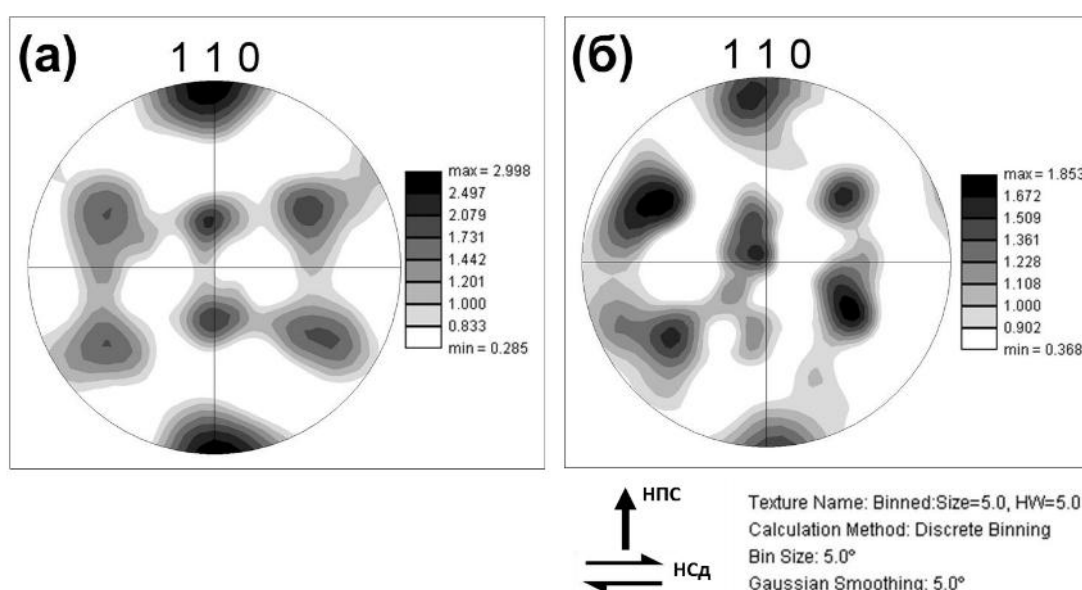 (а)
1 1 0
max = 2.998
2.497
2.079
1.731
1.442
1.201
1.000
0.833
min = 0.285
(б)
1 1 0
max = 1.853
1.672
1.509
1.361
1.228
1.108
1.000
0.902
min = 0.368
НПС
НСд
Texture Name: Binned:Size=5.0, HW=5.0
Calculation Method: Discrete Binning
Bin Size: 5.0°
Gaussian Smoothing: 5.0°